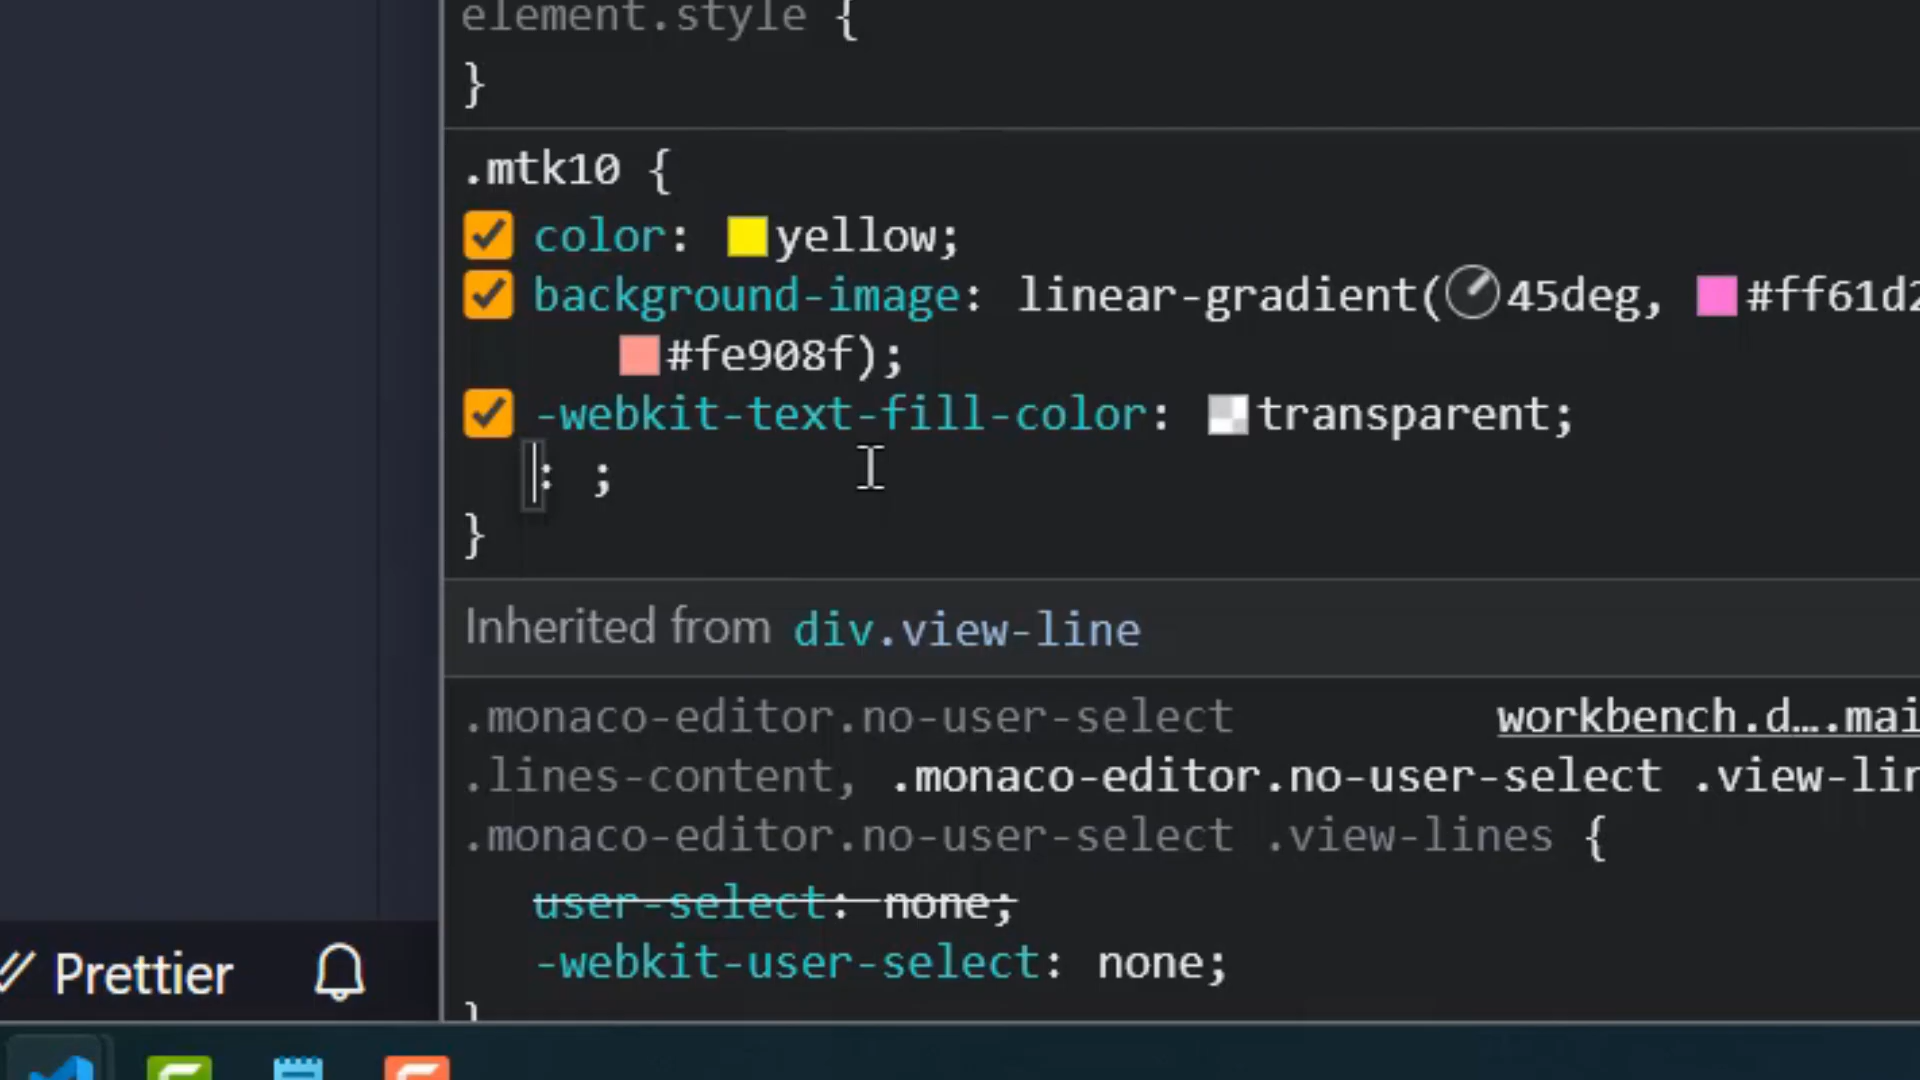 element.style {
}
.mtk10 {
color: yellow;
background-image: linear-gradient(45deg, #ff61d2
#fe908f);
-webkit-text-fill-color: transparent;
: ;
}
Inherited from div.view-line
.monaco-editor.no-user-select workbench.d….mai
.lines-content, .monaco-editor.no-user-select .view-lin
.monaco-editor.no-user-select .view-lines {
user-select: none;
-webkit-user-select: none;
}
Prettier